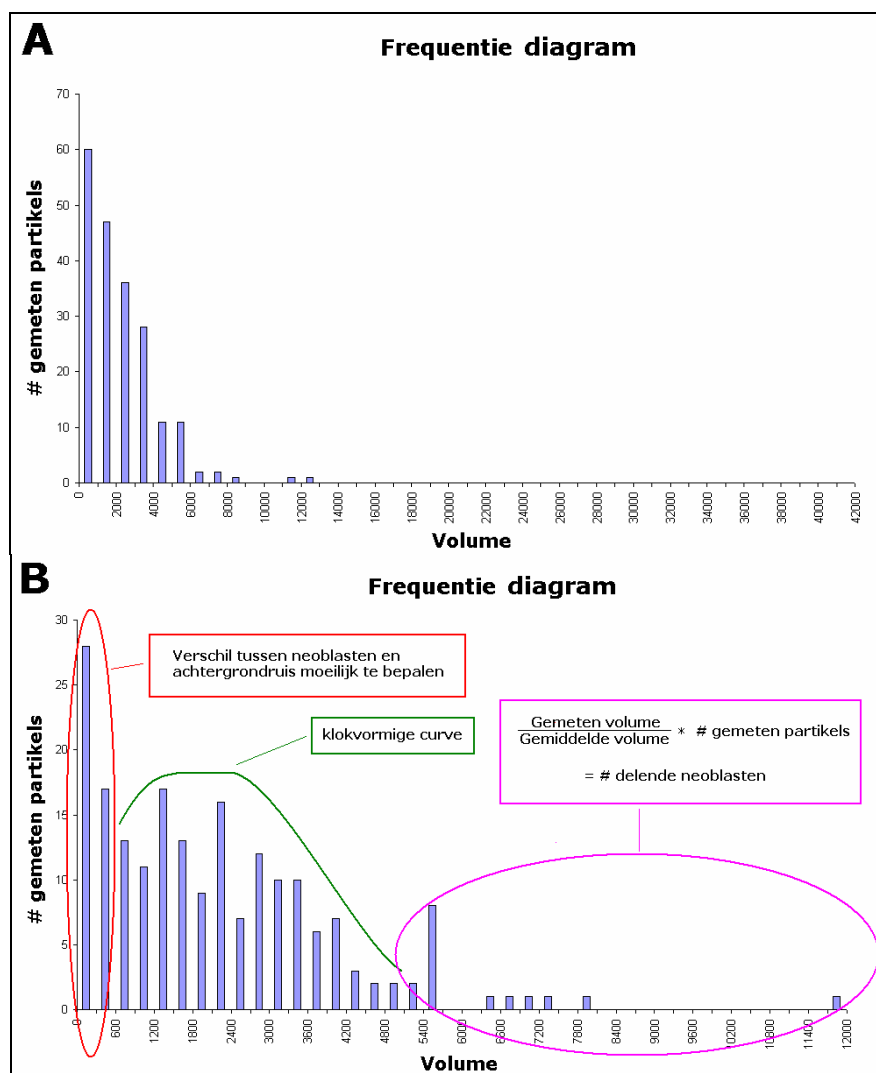 A
Frequentie diagram
# gemeten partikels
70
60
50
40
30
20
10
0
0 2000 4000 6000 8000 10000 12000 14000 16000 18000 20000 22000 24000 26000 28000 30000 32000 34000 36000 38000 40000 42000
Volume
B
Frequentie diagram
# gemeten partikels
30
25
20
15
10
5
0
Verschil tussen neoblasten en
achtergrondruis moeilijk te bepalen
klokvormige curve
Gemeten volume
Gemiddelde volume * # gemeten partikels
= # delende neoblasten
0 600 1200 1800 2400 3000 3600 4200 4800 5400 6000 6600 7200 7800 8400 9000 9600 10200 10800 11400 12000
Volume